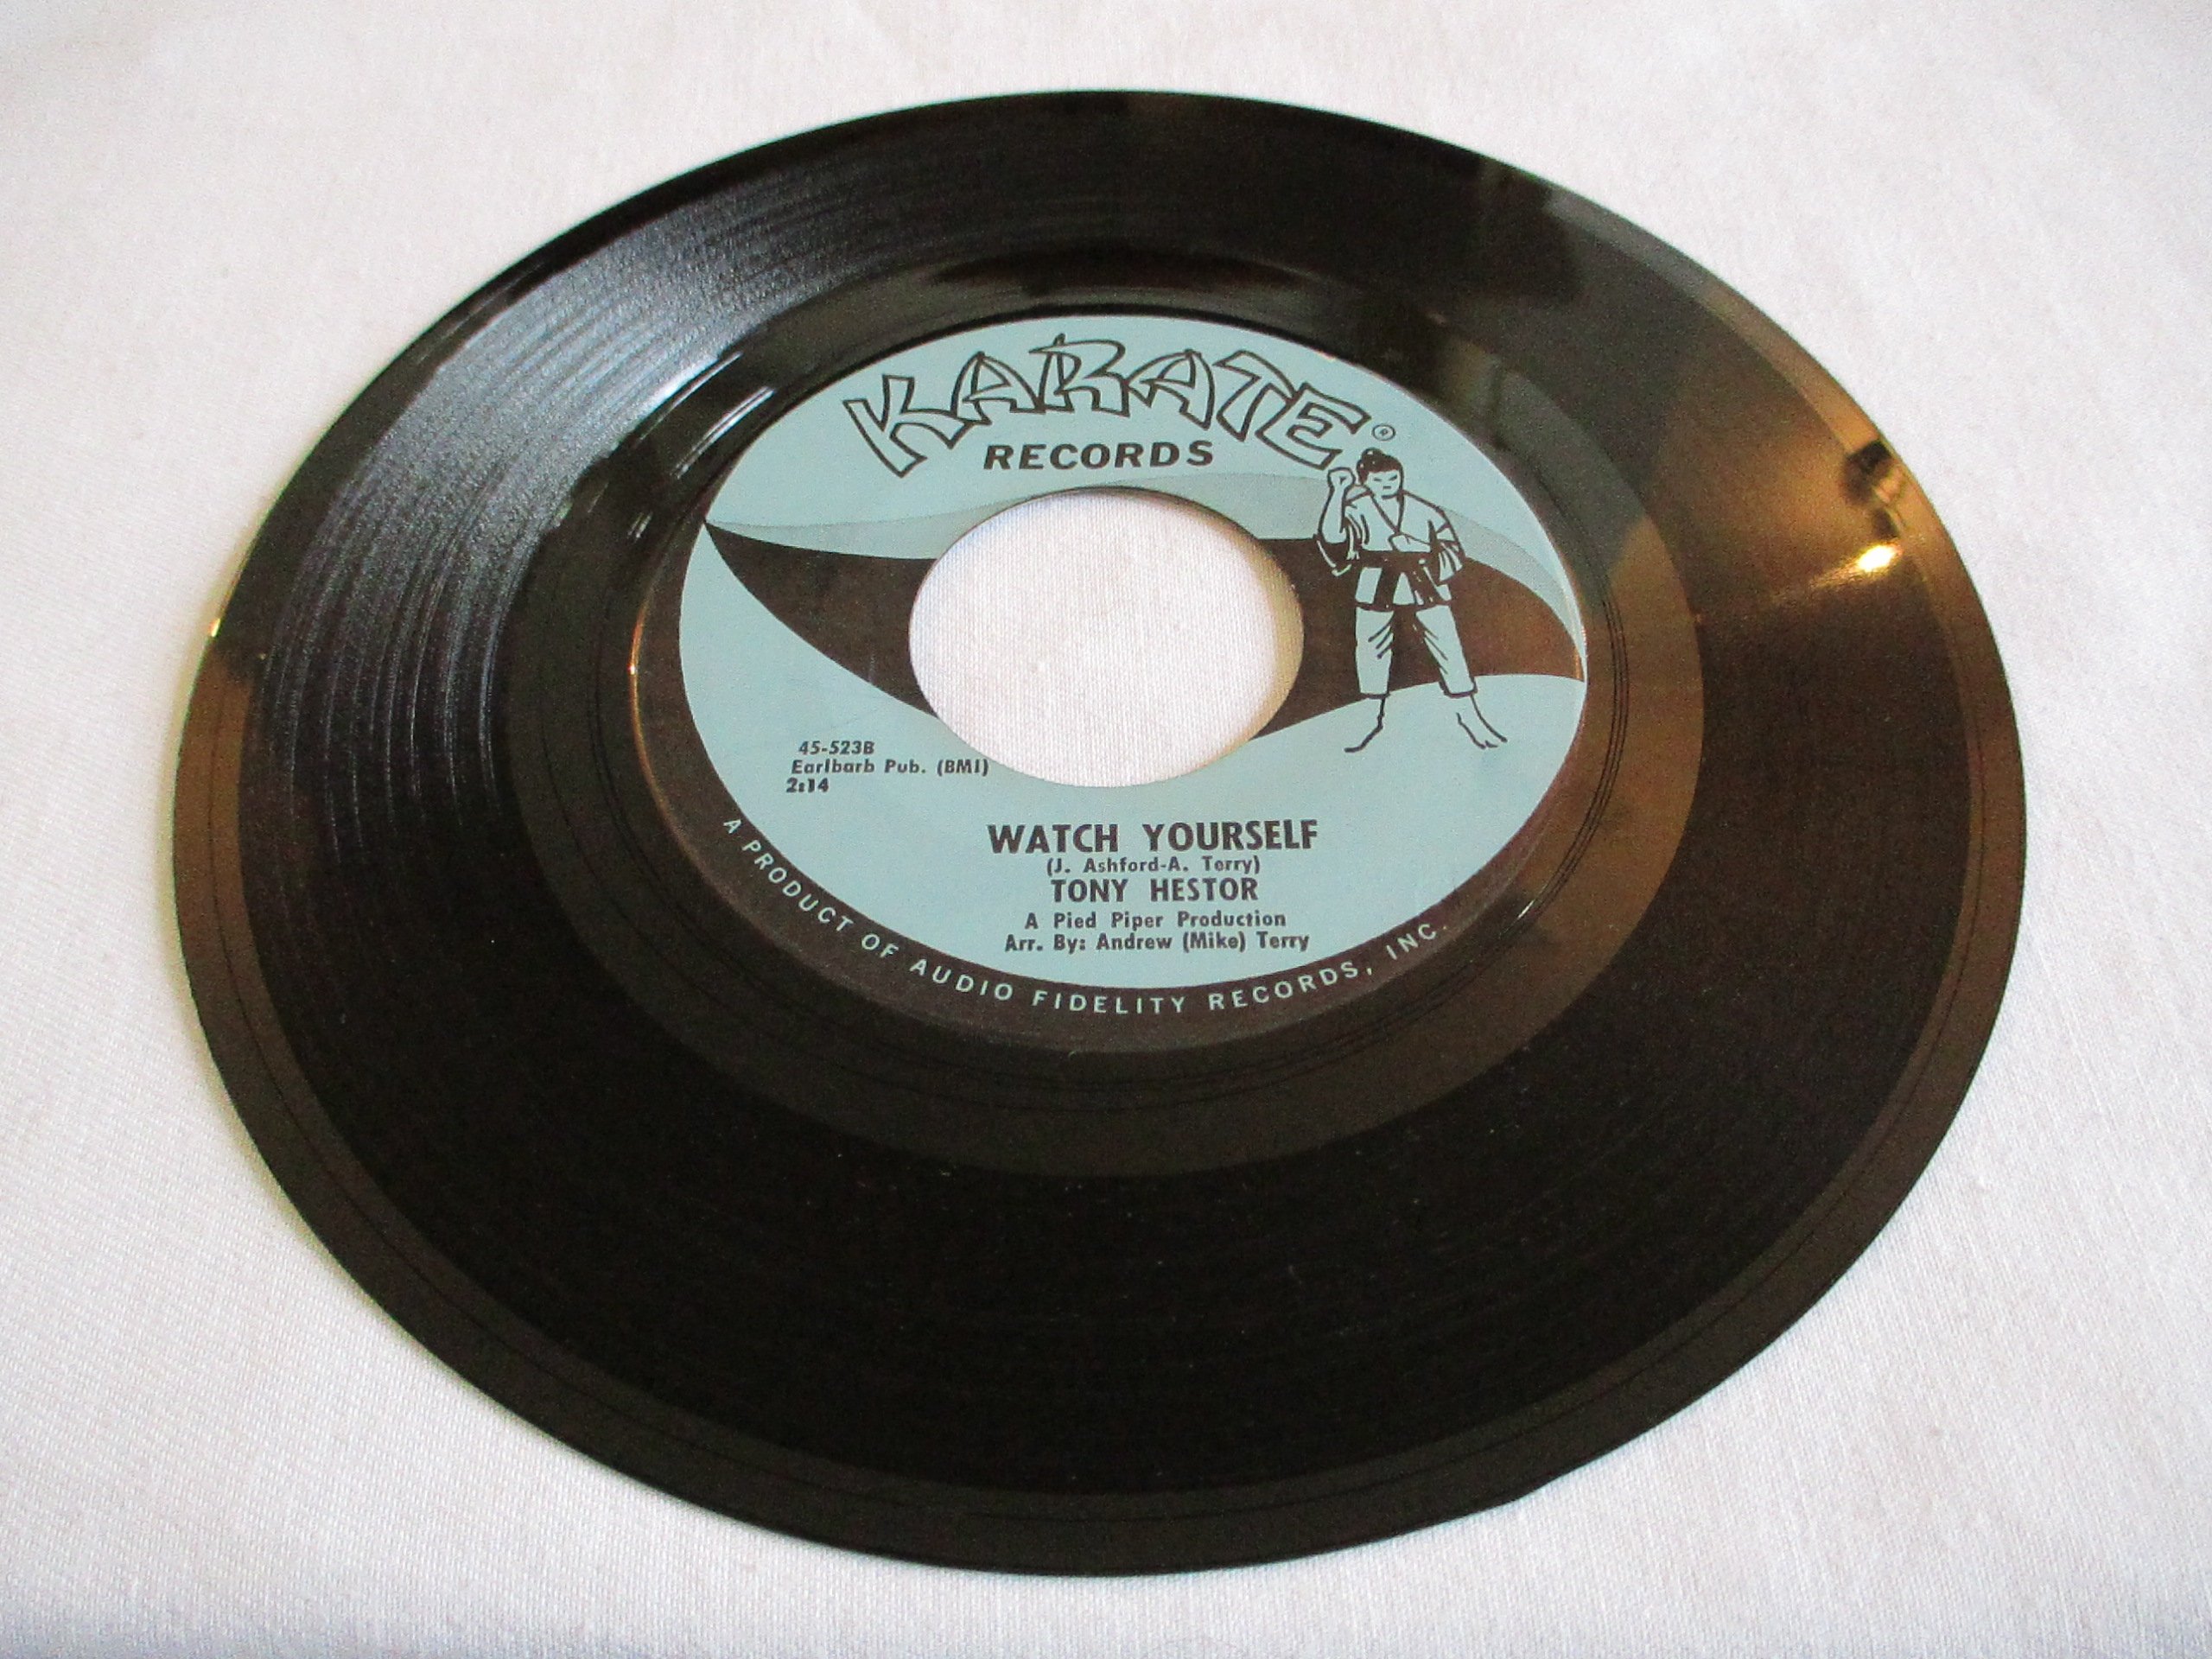 KARATE®
RECORDS
45-523B
Earlbarb Pub. (BMI)
2:14
WATCH YOURSELF
(J. Ashford-A. Terry)
TONY HESTOR
A Pied Piper Production
Arr. By: Andrew (Mike) Terry
A PRODUCT OF AUDIO FIDELITY RECORDS, INC.